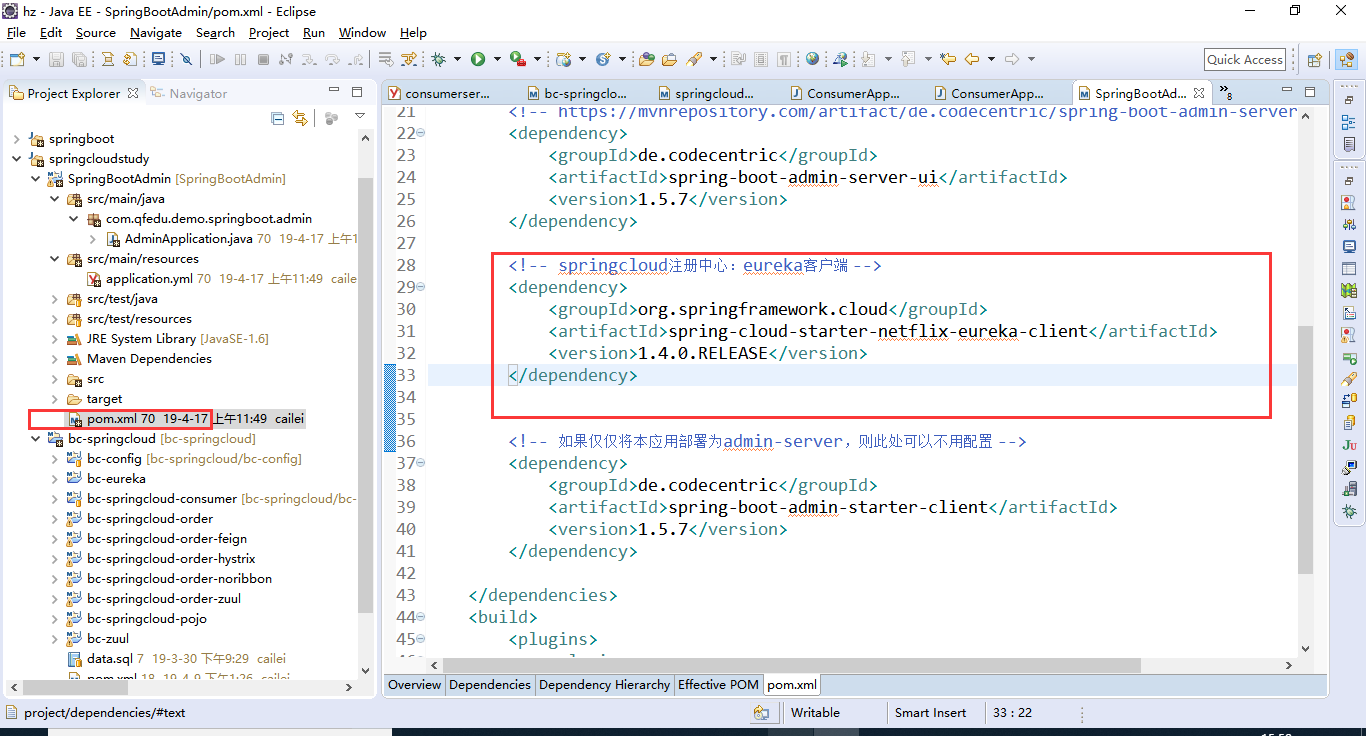 hz - Java EE - SpringBootAdmin/pom.xml - Eclipse
File Edit Source Navigate Search Project Run Window Help
Quick Access
Project Explorer Navigator
springboot
springcloudstudy
SpringBootAdmin [SpringBootAdmin]
src/main/java
com.qfedu.demo.springboot.admin
AdminApplication.java 70 19-4-17 上午1
src/main/resources
application.yml 70 19-4-17 上午11:49 caile
src/test/java
src/test/resources
JRE System Library [JavaSE-1.6]
Maven Dependencies
src
target
pom.xml 70 19-4-17 上午11:49 cailei
bc-springcloud [bc-springcloud]
bc-config [bc-springcloud/bc-config]
bc-eureka
bc-springcloud-consumer [bc-springcloud/bc-
bc-springcloud-order
bc-springcloud-order-feign
bc-springcloud-order-hystrix
bc-springcloud-order-noribbon
bc-springcloud-order-zuul
bc-springcloud-pojo
bc-zuul
data.sql 7 19-3-30 下午9:29 cailei
pom.xml 18 19-4-9 下午1:26 cailei
consumerser... bc-springclo... springcloud... ConsumerApp... ConsumerApp... SpringBootAd... »8
21 <!-- https://mvnrepository.com/artifact/de.codecentric/spring-boot-admin-server
22 <dependency>
23 <groupId>de.codecentric</groupId>
24 <artifactId>spring-boot-admin-server-ui</artifactId>
25 <version>1.5.7</version>
26 </dependency>
27
28 <!-- springcloud注册中心：eureka客户端 -->
29 <dependency>
30 <groupId>org.springframework.cloud</groupId>
31 <artifactId>spring-cloud-starter-netflix-eureka-client</artifactId>
32 <version>1.4.0.RELEASE</version>
33 </dependency>
34
35
36 <!-- 如果仅仅将本应用部署为admin-server，则此处可以不用配置 -->
37 <dependency>
38 <groupId>de.codecentric</groupId>
39 <artifactId>spring-boot-admin-starter-client</artifactId>
40 <version>1.5.7</version>
41 </dependency>
42
43 </dependencies>
44 <build>
45 <plugins>
Overview Dependencies Dependency Hierarchy Effective POM pom.xml
Ju
project/dependencies/#text Writable Smart Insert 33 : 22